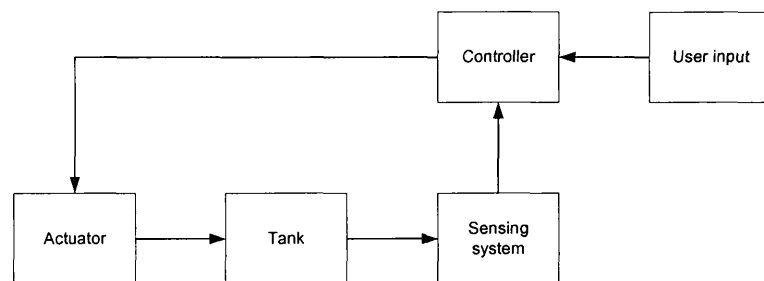 Controller
User input
Actuator
Tank
Sensing
system